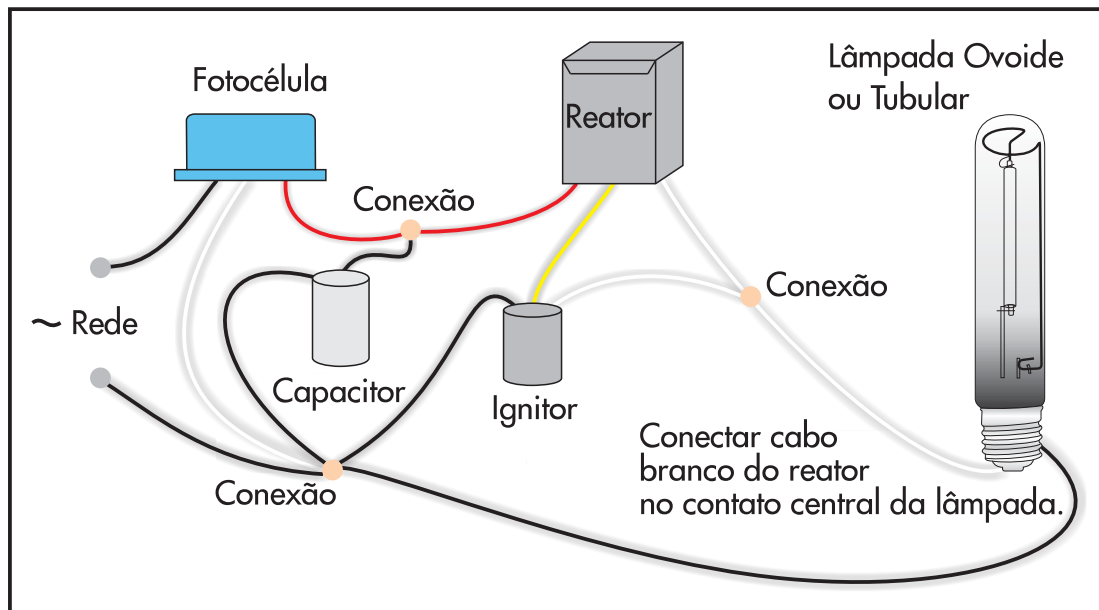 Fotocélula
Reator
Lâmpada Ovoide
ou Tubular
Conexão
Conexão
~ Rede
Capacitor
Ignitor
Conectar cabo
branco do reator
no contato central da lâmpada.
Conexão